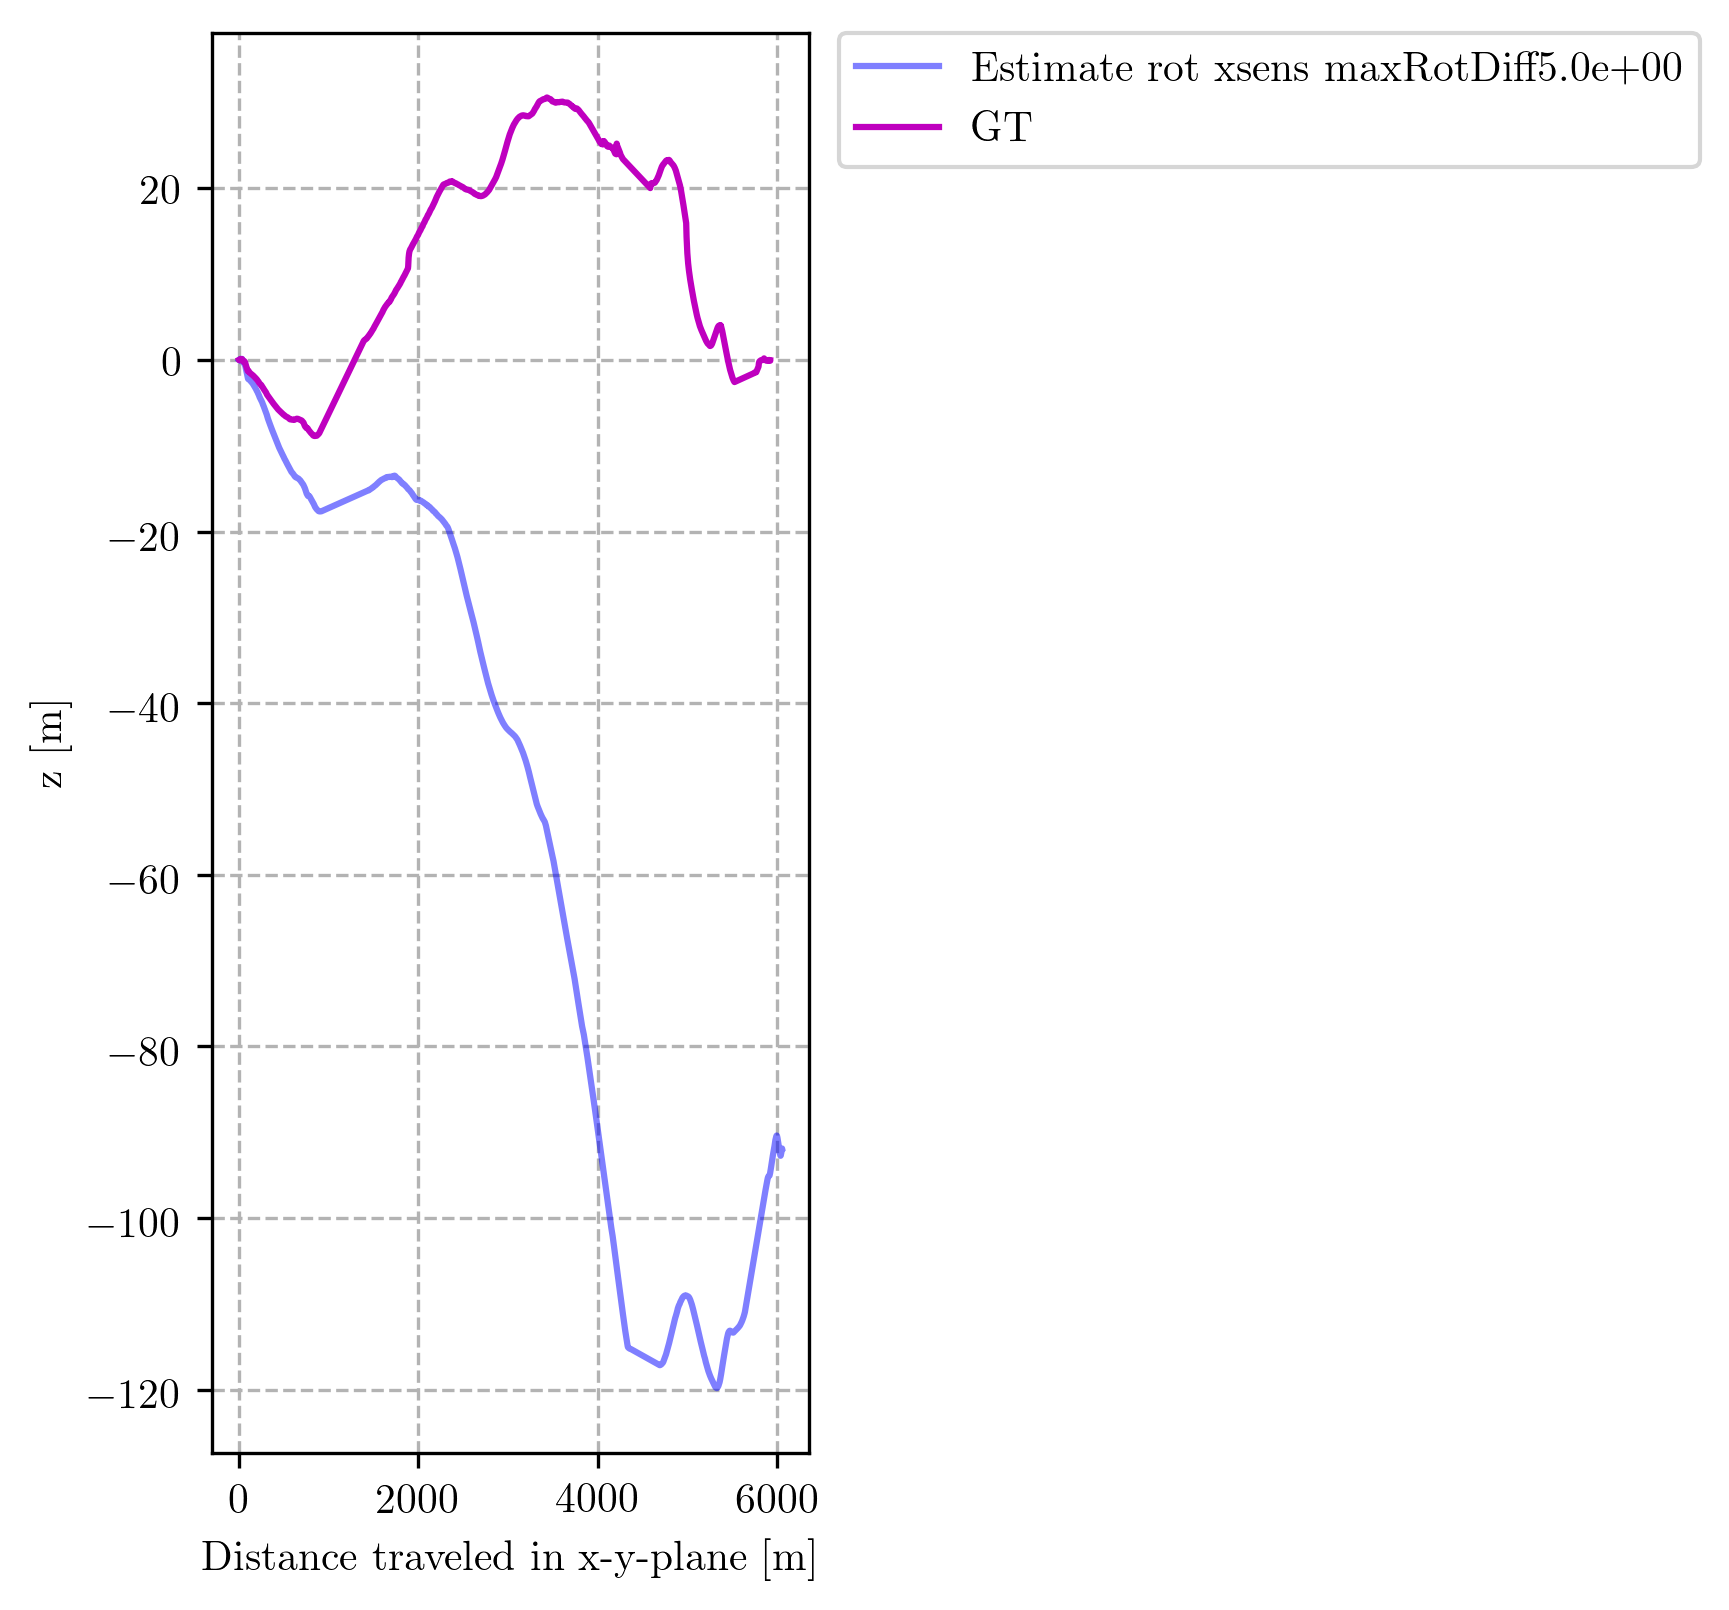 Estimate rot xsens maxRotDiff5.0e+00
GT
20
0
−20
−40
−60
−80
−100
−120
z [m]
0 2000 4000 6000
Distance traveled in x-y-plane [m]